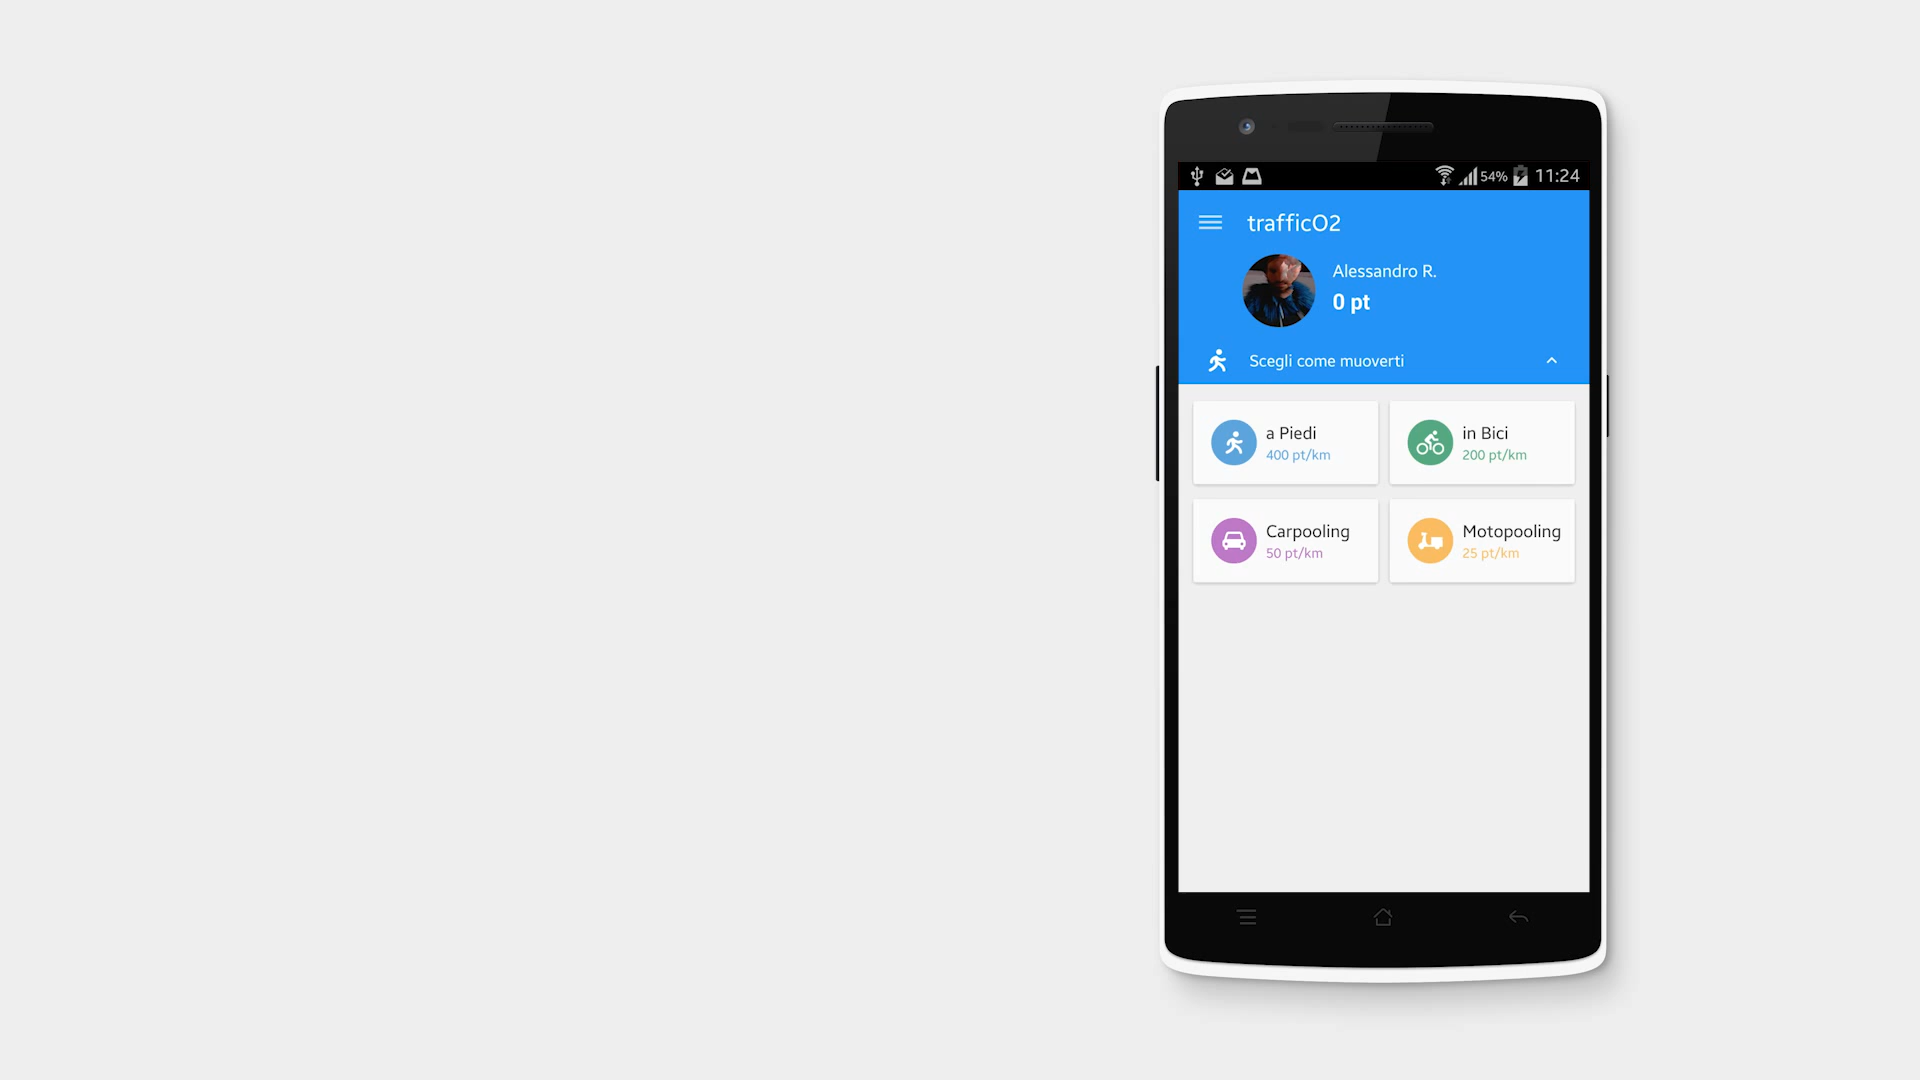 54% 11:24
trafficO2
Alessandro R.
0 pt
Scegli come muoverti
a Piedi
400 pt/km
in Bici
200 pt/km
Carpooling
50 pt/km
Motopooling
25 pt/km